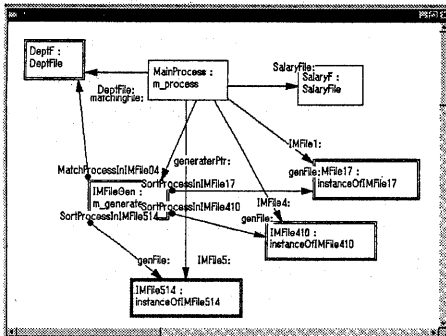 DeptF :
DeptFile
MainProcess :
m_process
SalaryFile:
SalaryF :
SalaryFile
DeptFile:
matchingFile:
IMFile1:
generaterPtr:
MatchProcessInIMFile04
SortProcessInIMFile17
genFile:
MFile17 :
instanceOfIMFile17
IMFileGen :
m_generate
IMFile4:
SortProcessInIMFile410
SortProcessInIMFile514
genFile:
IMFile410 :
instanceOfIMFile410
genFile:
IMFile5:
IMFile514 :
instanceOfIMFile514